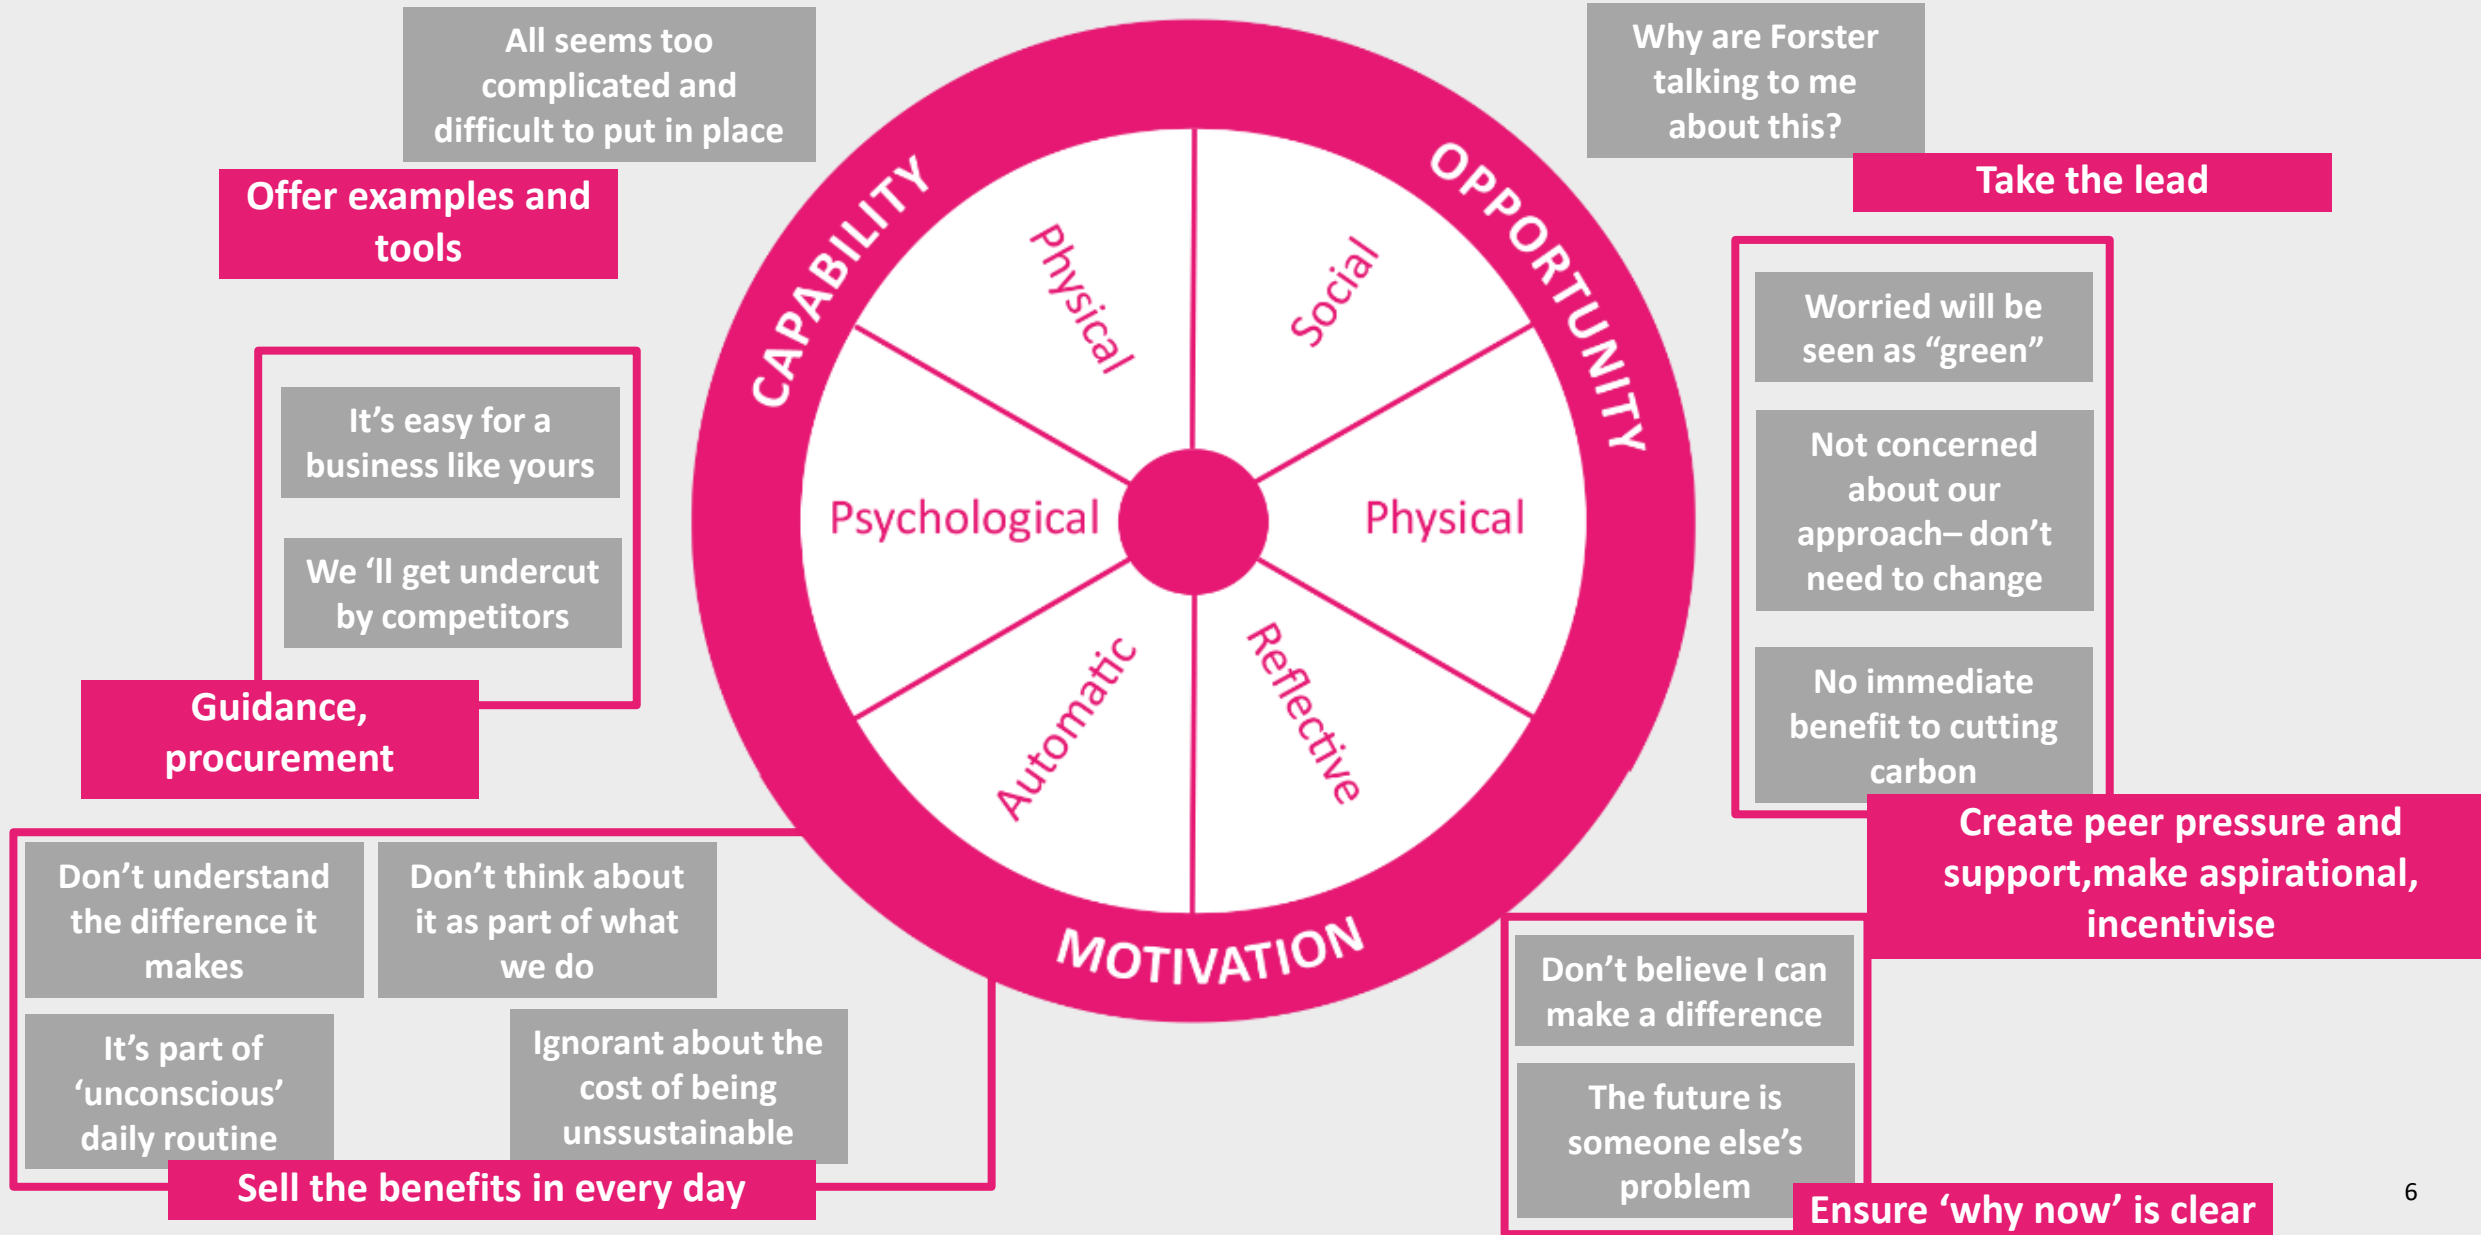 All seems too
complicated and
difficult to put in place
Offer examples and
tools
It’s easy for a
business like yours
We ‘ll get undercut
by competitors
Guidance,
procurement
Don’t understand
the difference it
makes
Don’t think about
it as part of what
we do
It’s part of
‘unconscious’
daily routine
Ignorant about the
cost of being
unssustainable
Sell the benefits in every day
CAPABILITY
OPPORTUNITY
MOTIVATION
Physical
Social
Psychological
Physical
Automatic
Reflective
Why are Forster
talking to me
about this?
Take the lead
Worried will be
seen as “green”
Not concerned
about our
approach– don’t
need to change
No immediate
benefit to cutting
carbon
Create peer pressure and
support,make aspirational,
incentivise
Don’t believe I can
make a difference
The future is
someone else’s
problem
Ensure ‘why now’ is clear
6